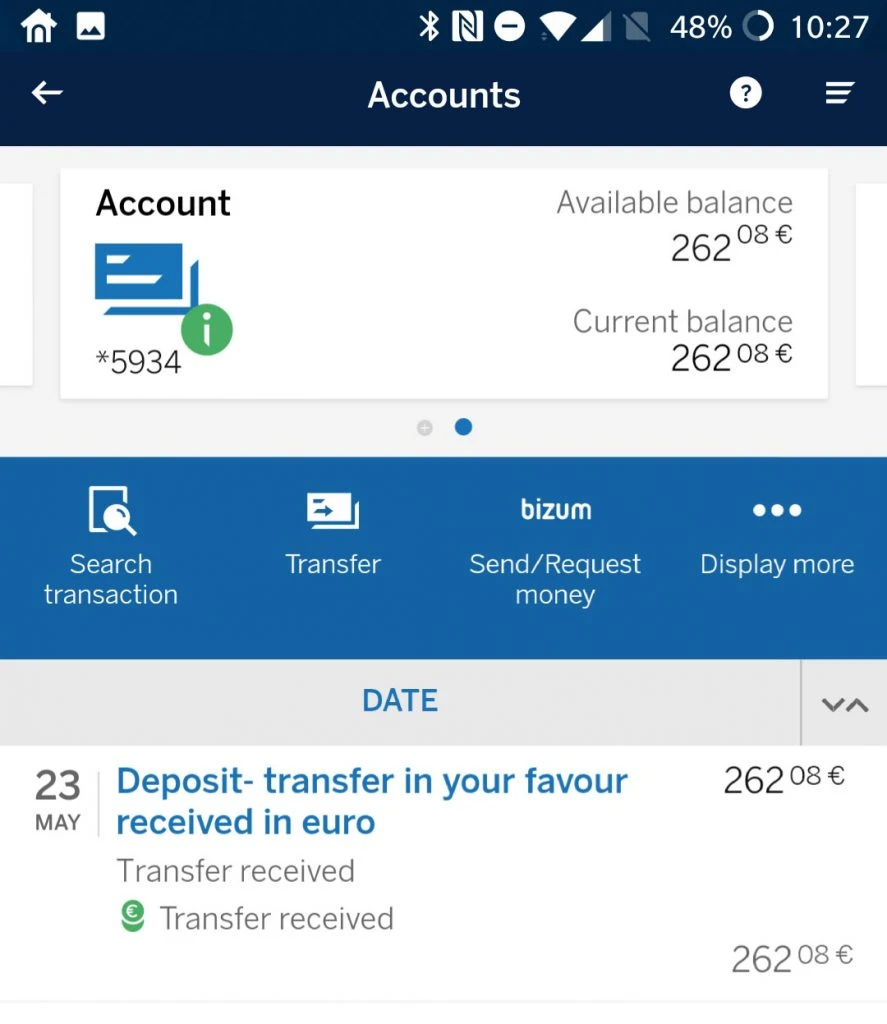 48% 10:27
Accounts
?
Account
Available balance
262 08 €
Current balance
*5934
262 08 €
Search transaction
Transfer
bizum
Send/Request money
Display more
DATE
23 MAY
Deposit- transfer in your favour
received in euro
262 08 €
Transfer received
Transfer received
262 08 €